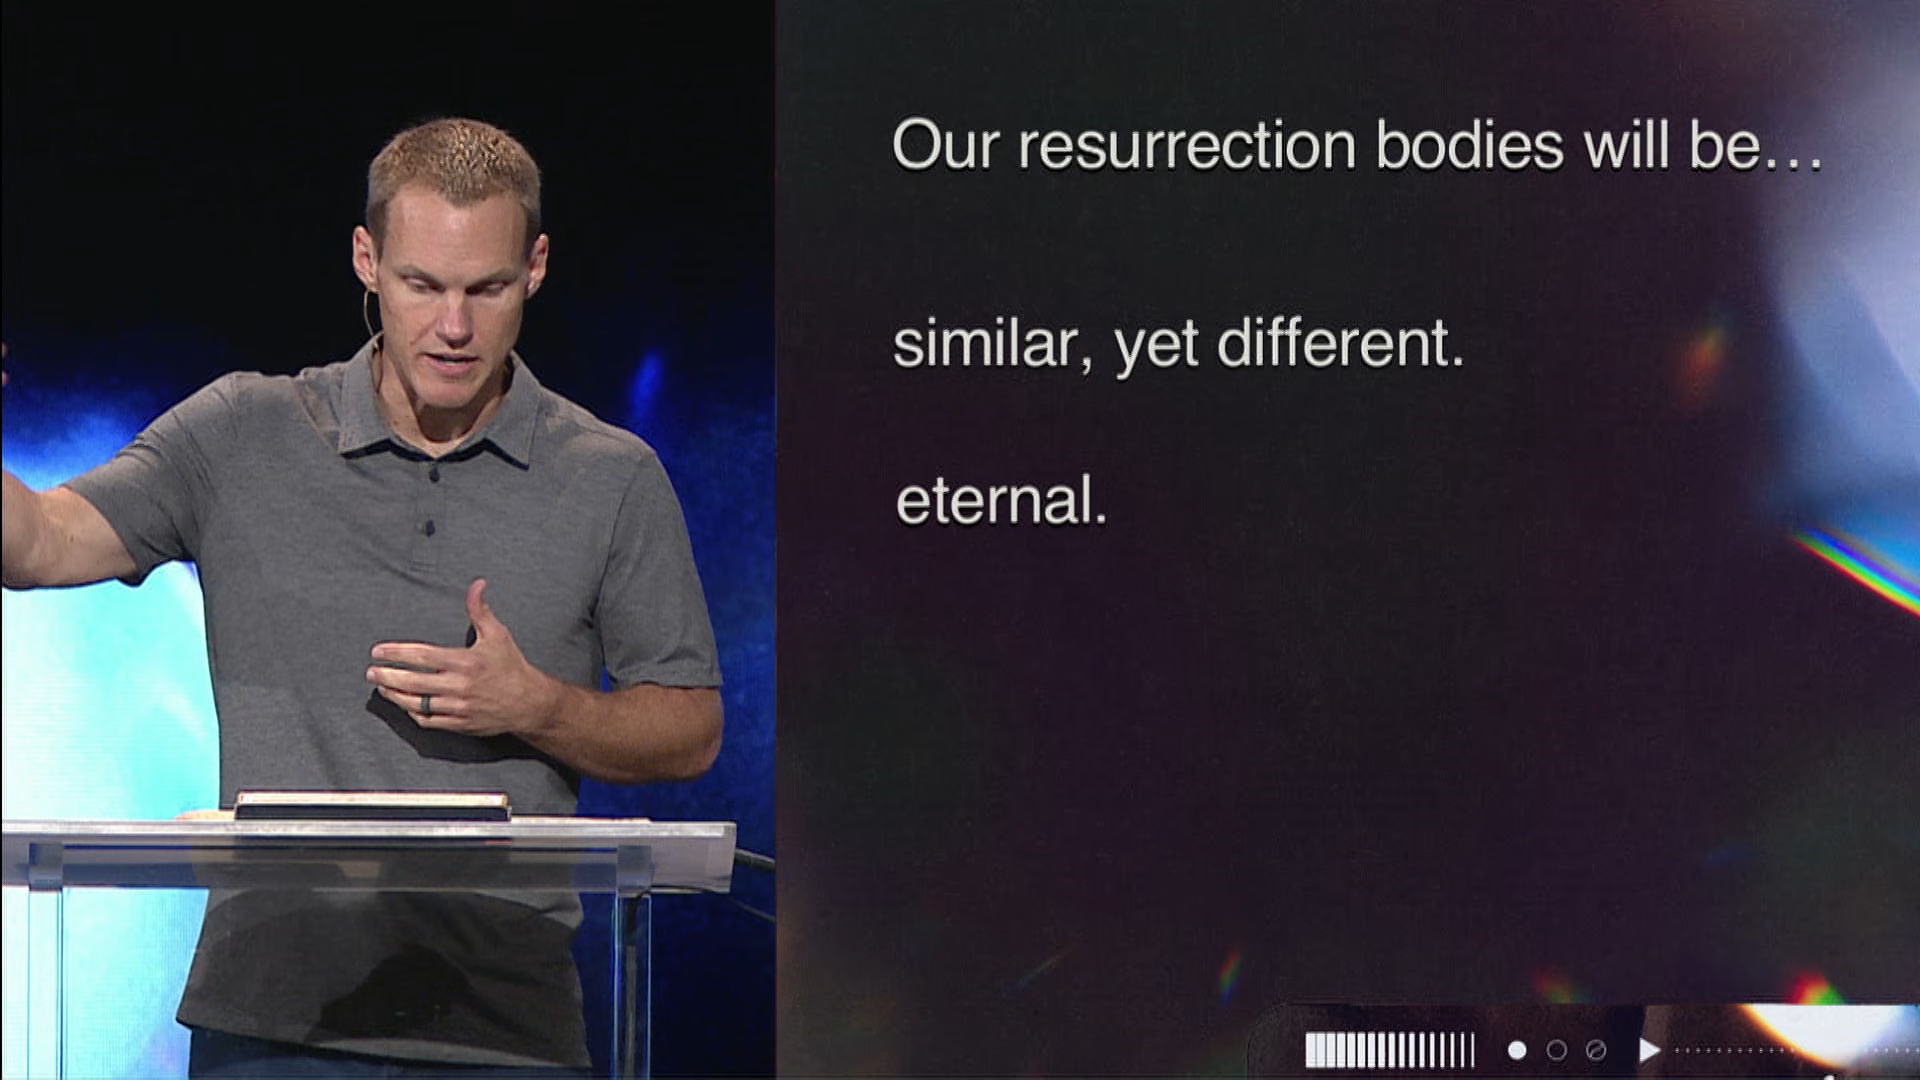 Our resurrection bodies will be…
similar, yet different.
eternal.